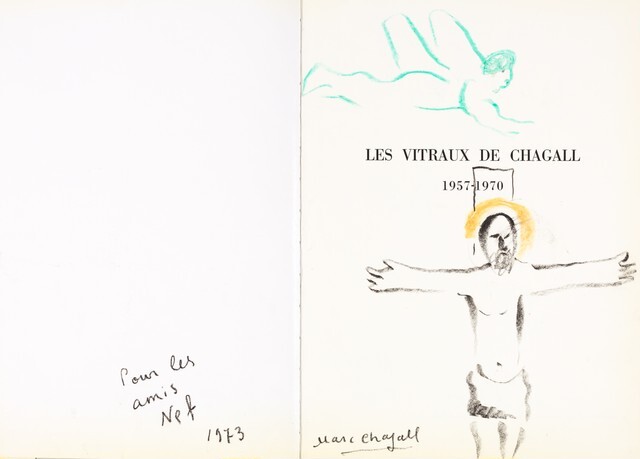 Pour les
amis
Nef
1973
LES VITRAUX DE CHAGALL
1957-1970
Marc Chagall